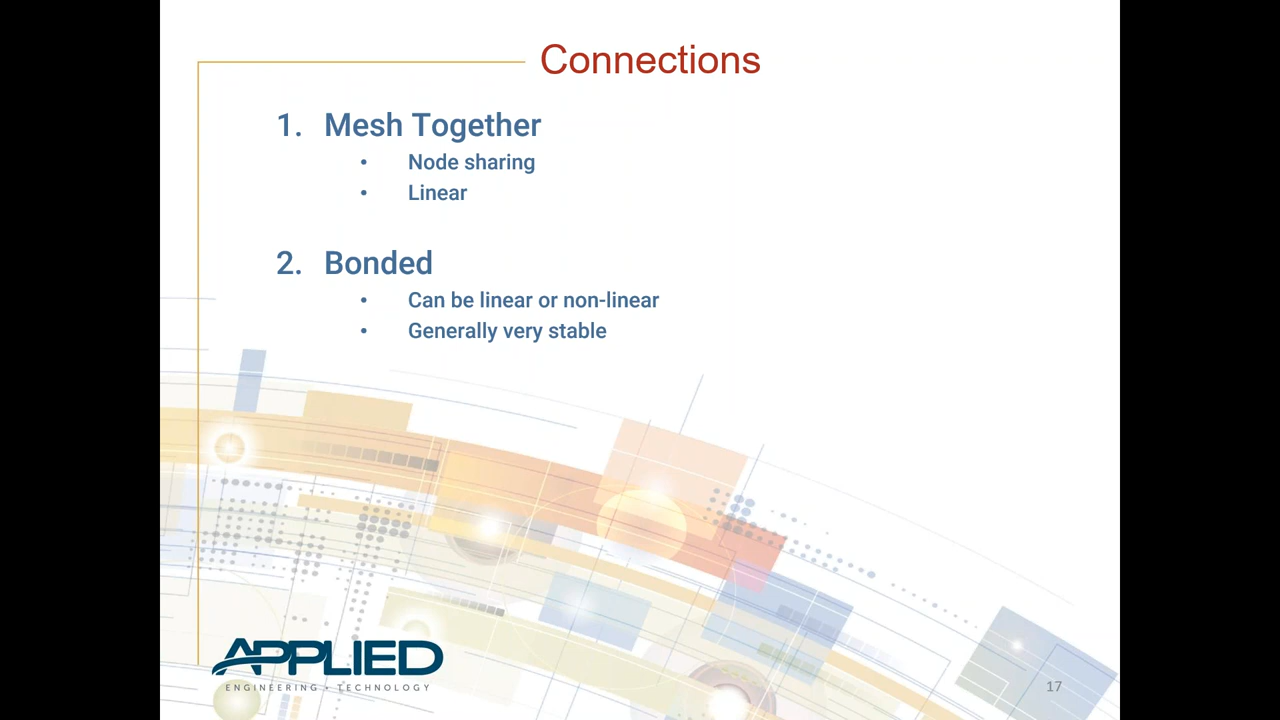 Connections
1. Mesh Together
• Node sharing
• Linear
2. Bonded
• Can be linear or non-linear
• Generally very stable
APPLIED
ENGINEERING • TECHNOLOGY
17